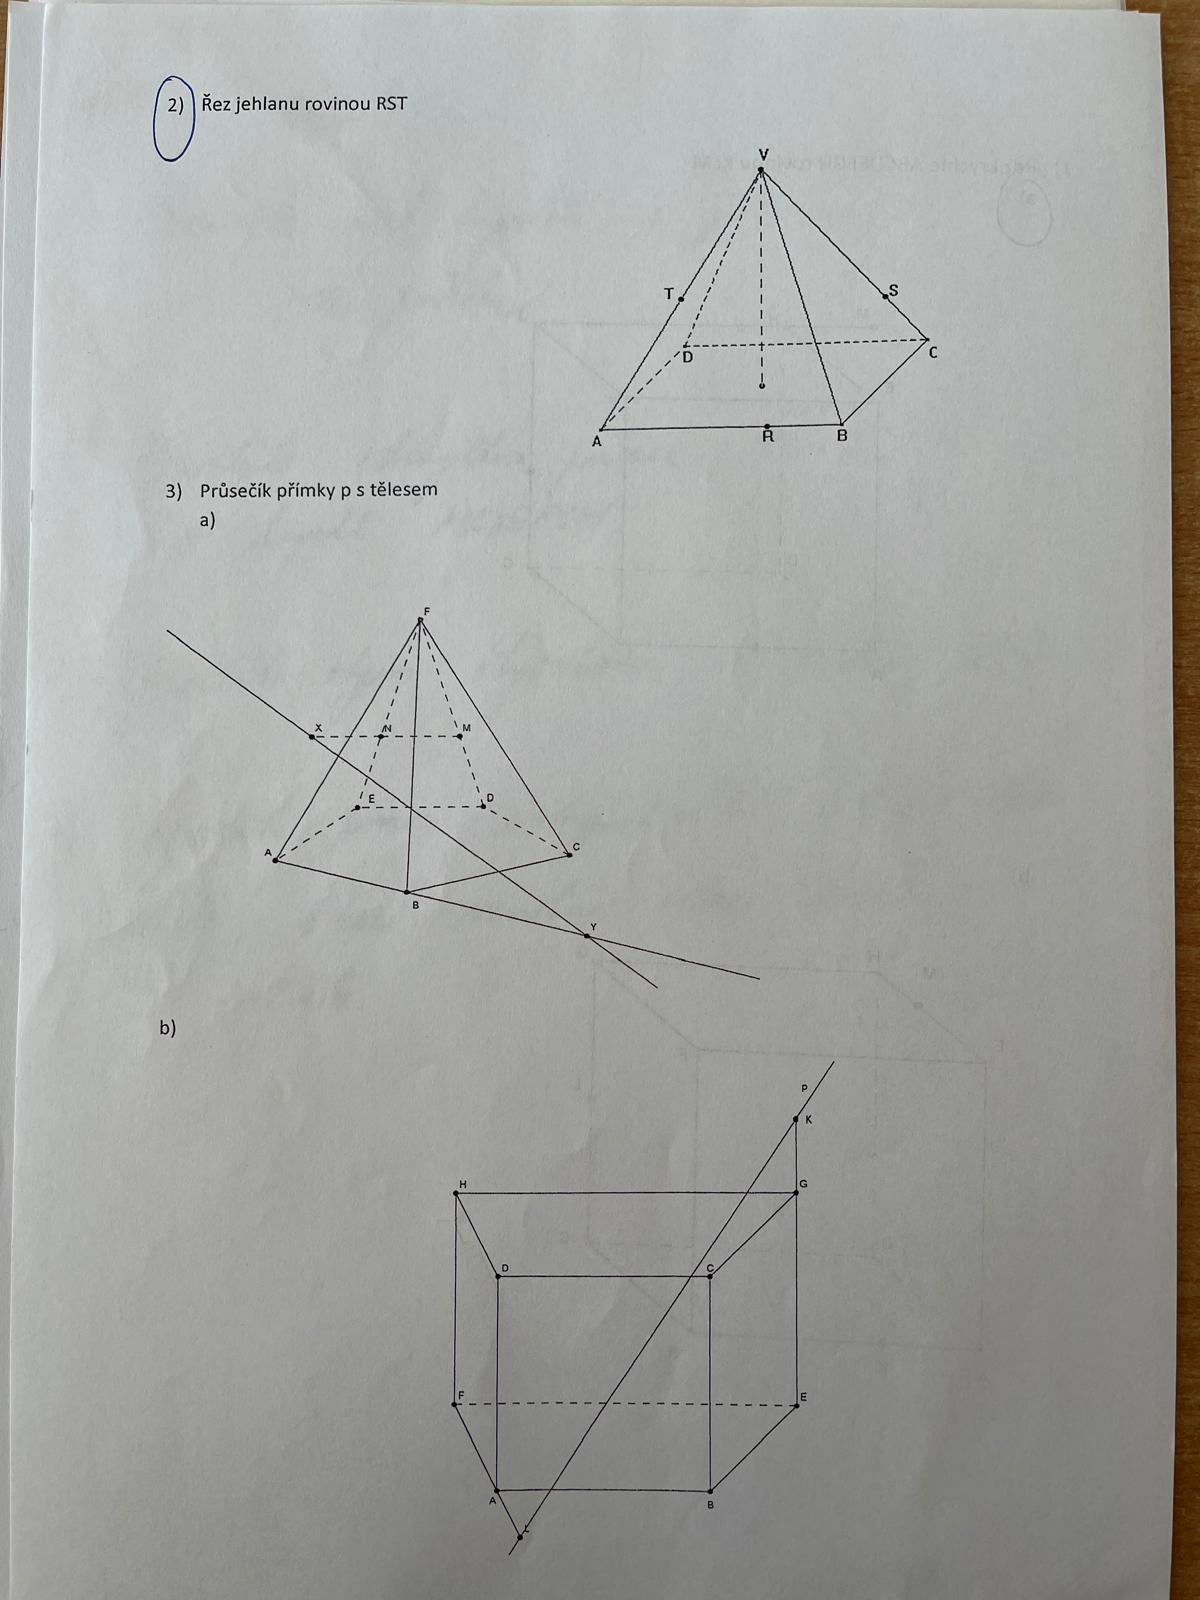 2) Řez jehlanu rovinou RST
V
T
S
D
C
A
R
B
3) Průsečík přímky p s tělesem
a)
F
X
N
M
E
D
A
C
B
Y
b)
P
K
H
G
D
C
F
E
A
B
L